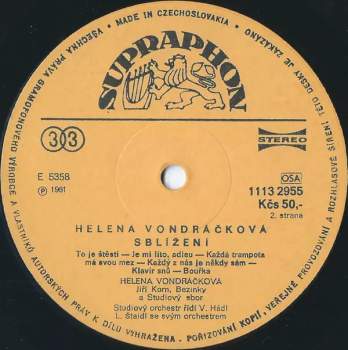 MADE IN CZECHOSLOVAKIA • VŠECHNA PRÁVA GRAMOFONOVÉHO VÝROBCE A VLASTNÍKŮ AUTORSKÝCH PRÁV K DÍLU VYHRAŽENA. POŘIZOVÁNÍ KOPIÍ, VEŘEJNÉ PROVOZOVÁNÍ A ROZHLASOVÉ ŠÍŘENÍ TÉTO DESKY JE ZAKÁZÁNO
SUPRAPHON
33
STEREO
E 5358
℗ 1981
OSA
1113 2955
Kčs 50,-
2. strana
HELENA VONDRÁČKOVÁ
SBLÍŽENÍ
To je štěstí — Je mi líto, adieu — Každá trampota
má svou mez — Každý z nás je někdy sám —
Klavír snů — Bouřka
HELENA VONDRÁČKOVÁ
Jiří Korn, Bezinky
a Studiový sbor
Studiový orchestr řídí V. Hádl
L. Štaidl se svým orchestrem